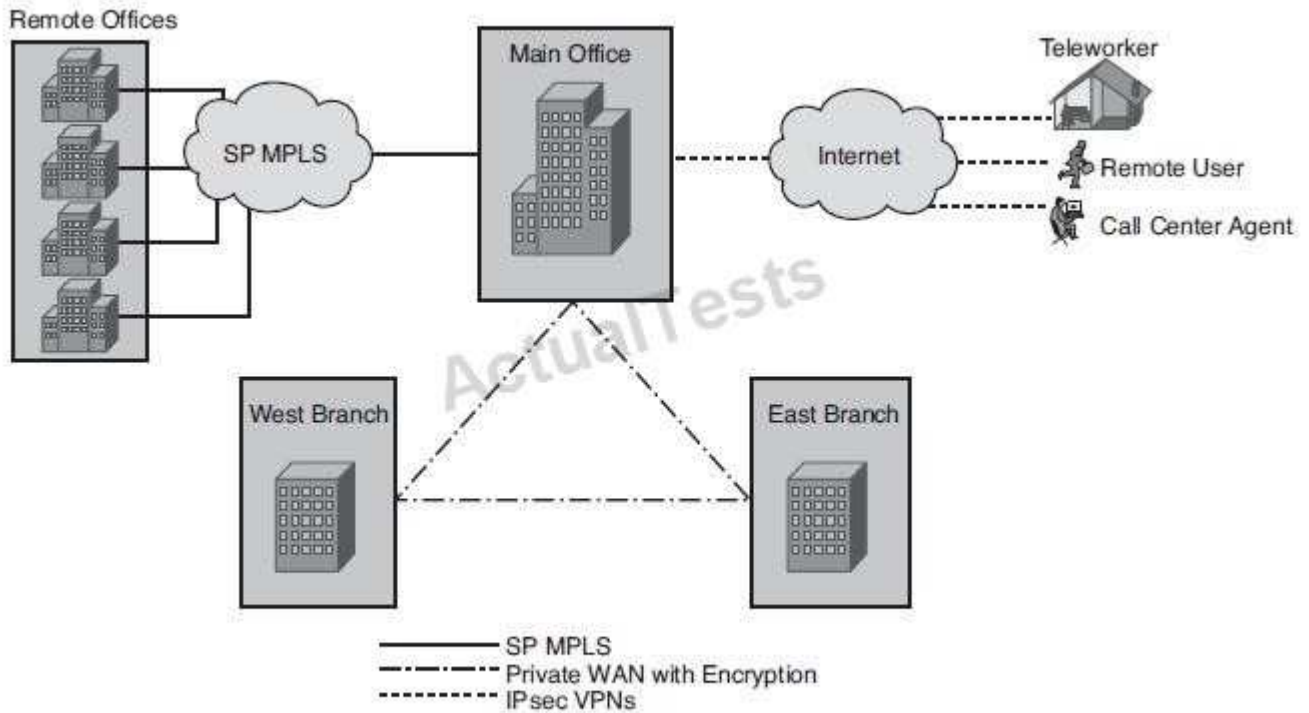 Remote Offices
Main Office
Teleworker
SP MPLS
Internet
Remote User
Call Center Agent
ActualTests
West Branch
East Branch
SP MPLS
Private WAN with Encryption
IPsec VPNs